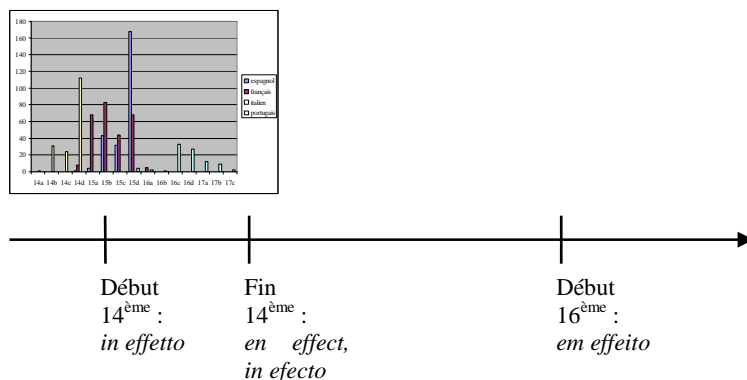 180
160
140
120
100
80
60
40
20
0
espagnol
français
italien
portugais
14a 14b 14c 14d 15a 15b 15c 15d 16a 16b 16c 16d 17a 17b 17c
Début
14ème :
in effetto
Fin
14ème :
en effect,
in efecto
Début
16ème :
em effeito